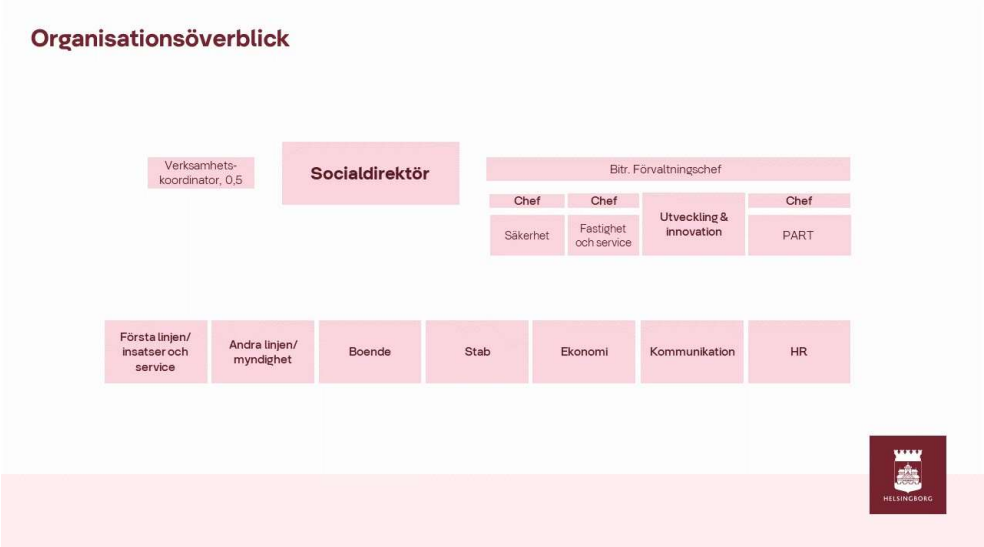 Organisationsöverblick
Verksamhets-
koordinator, 0,5
Socialdirektör
Bitr. Förvaltningschef
Chef
Säkerhet
Chef
Fastighet
och service
Utveckling &
innovation
Chef
PART
Första linjen/
insatser och
service
Andra linjen/
myndighet
Boende
Stab
Ekonomi
Kommunikation
HR
HELSINGBORG